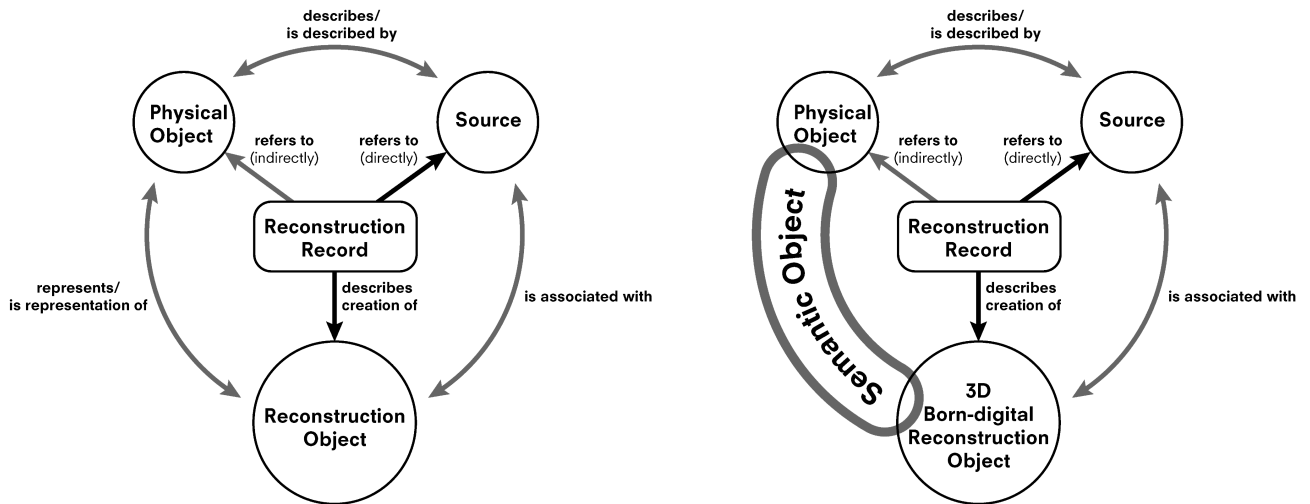 describes/
is described by
Physical
Object
Source
refers to
(indirectly)
refers to
(directly)
Reconstruction
Record
represents/
is representation of
describes
creation of
is associated with
Reconstruction
Object
describes/
is described by
Physical
Object
Source
refers to
(indirectly)
refers to
(directly)
Reconstruction
Record
Semantic Object
describes
creation of
is associated with
3D
Born-digital
Reconstruction
Object